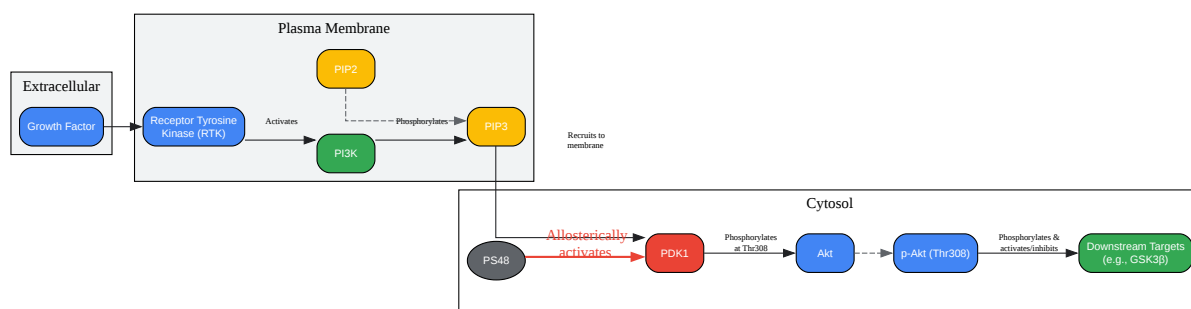 Plasma Membrane
PIP2
Extracellular
Growth Factor
Receptor Tyrosine
Kinase (RTK)
Activates
PI3K
Phosphorylates
PIP3
Recruits to
membrane
Cytosol
PS48
Allosterically
activates
PDK1
Phosphorylates
at Thr308
Akt
p-Akt (Thr308)
Phosphorylates &
activates/inhibits
Downstream Targets
(e.g., GSK3β)